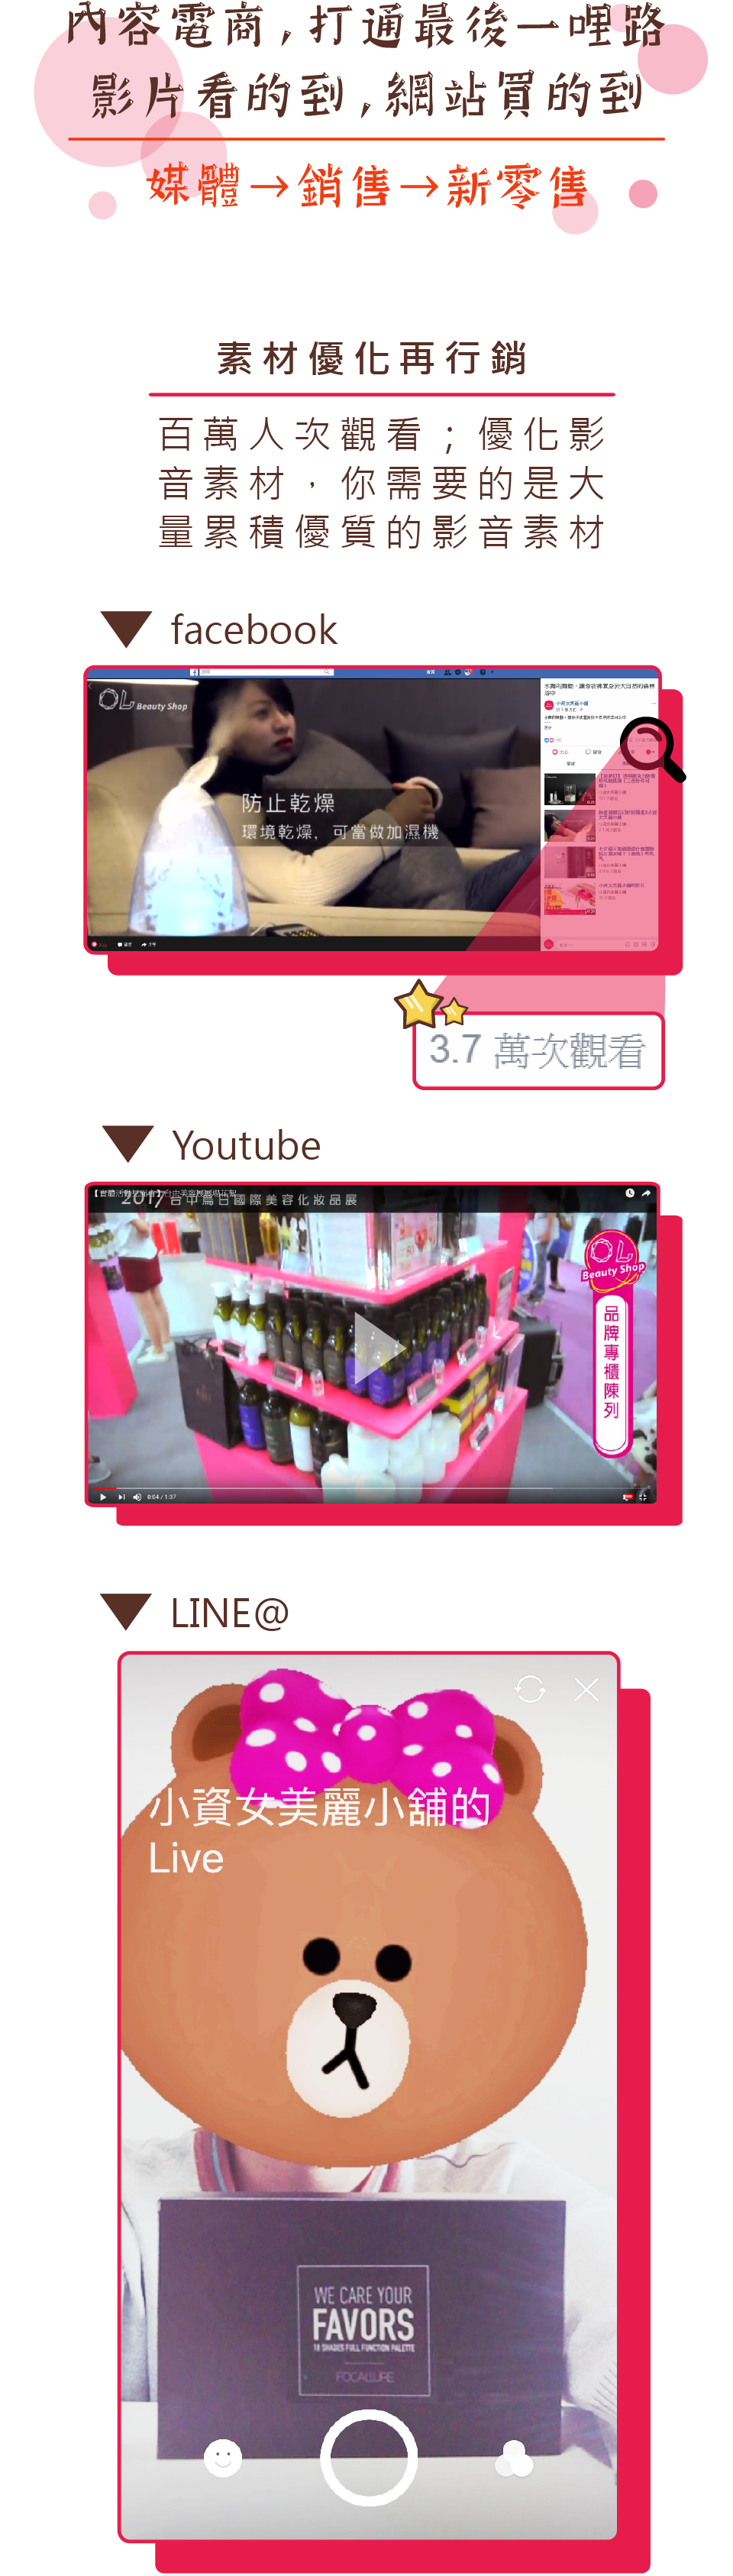 內容電商,打通最後一哩路
影片看的到,網站買的到
媒體→銷售→新零售
素材優化再行銷
百萬人次觀看;優化影
音素材,你需要的是大
量累積優質的影音素材
facebook
OL Beauty Shop
防止乾燥
環境乾燥,可當做加濕機
3.7 萬次觀看
Youtube
2017台中春日國際美容化妝品展
OL
Beauty Shop
品牌專櫃陳列
0:04 / 1:37
LINE@
小資女美麗小舖的
Live
WE CARE YOUR
FAVORS
18 SHADES FULL FUNCTION PALETTE
FOCALLURE